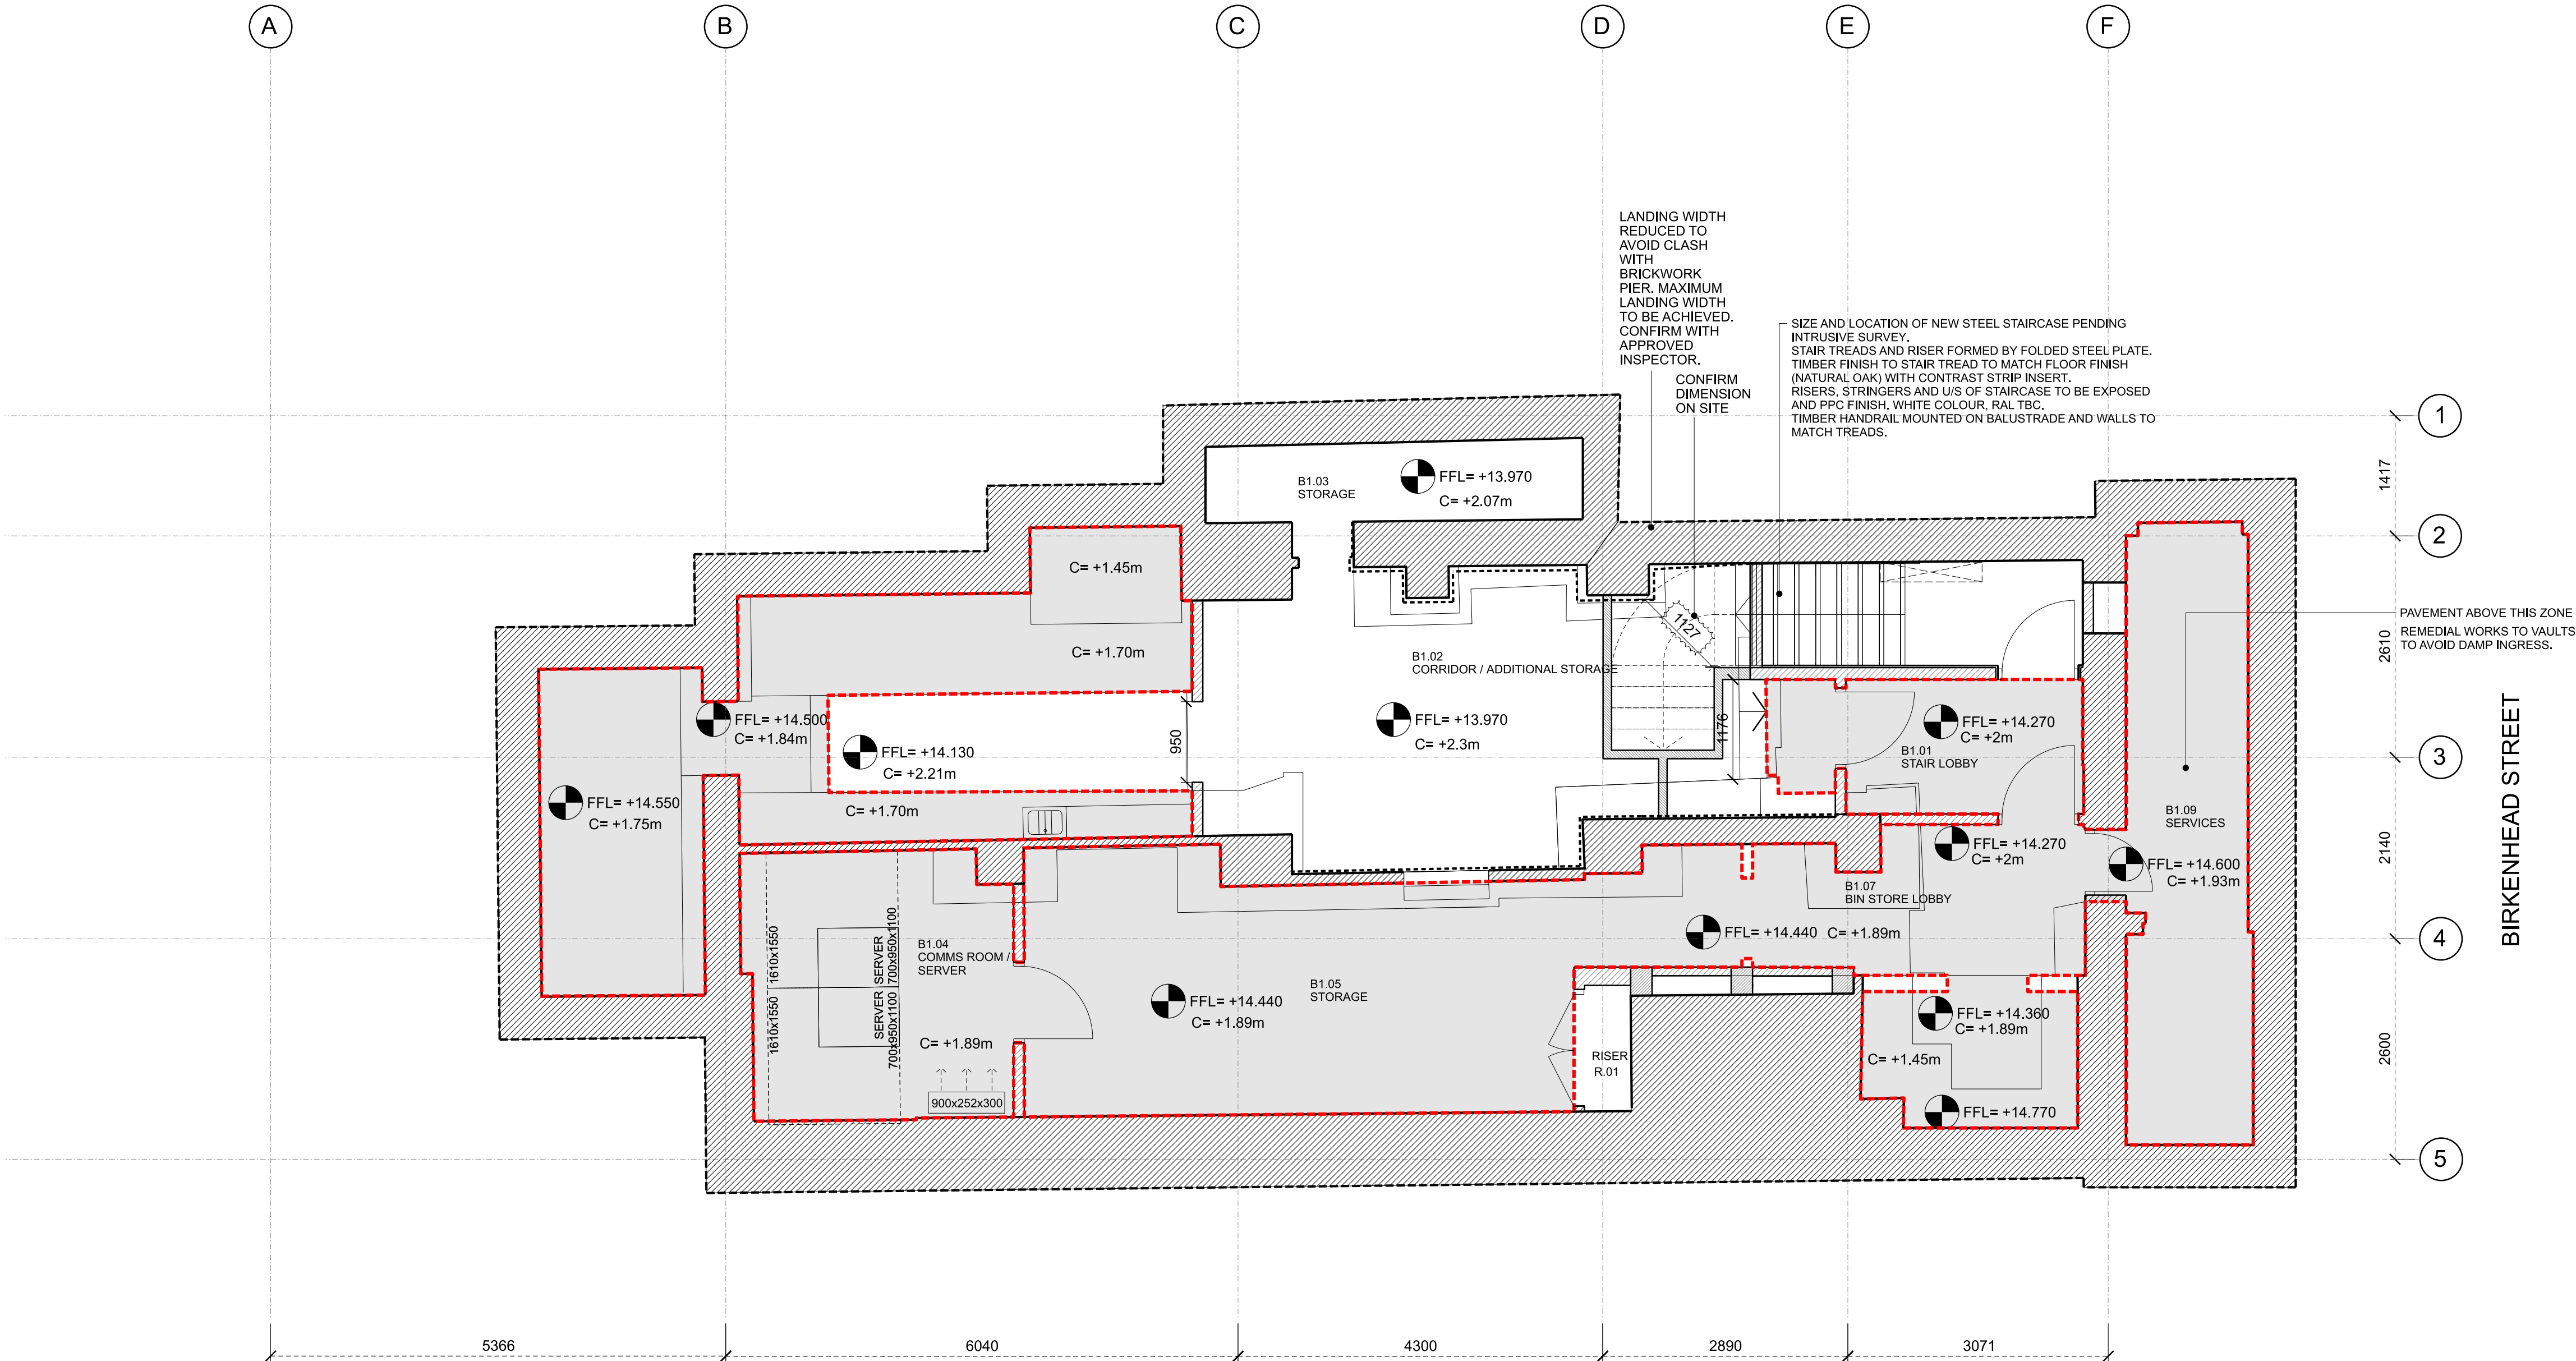 A
B
C
D
E
F
LANDING WIDTH
REDUCED TO
AVOID CLASH
WITH
BRICKWORK
PIER. MAXIMUM
LANDING WIDTH
TO BE ACHIEVED.
CONFIRM WITH
APPROVED
INSPECTOR.
CONFIRM
DIMENSION
ON SITE
SIZE AND LOCATION OF NEW STEEL STAIRCASE PENDING
INTRUSIVE SURVEY.
STAIR TREADS AND RISER FORMED BY FOLDED STEEL PLATE.
TIMBER FINISH TO STAIR TREAD TO MATCH FLOOR FINISH
(NATURAL OAK) WITH CONTRAST STRIP INSERT.
RISERS, STRINGERS AND U/S OF STAIRCASE TO BE EXPOSED
AND PPC FINISH. WHITE COLOUR, RAL TBC.
TIMBER HANDRAIL MOUNTED ON BALUSTRADE AND WALLS TO
MATCH TREADS.
1
1417
2
2610
3
2140
4
2600
5
B1.03
STORAGE
FFL= +13.970
C= +2.07m
C= +1.45m
C= +1.70m
1127
B1.02
CORRIDOR / ADDITIONAL STORAGE
FFL= +13.970
C= +2.3m
950
1176
FFL= +14.500
C= +1.84m
FFL= +14.130
C= +2.21m
FFL= +14.550
C= +1.75m
C= +1.70m
FFL= +14.270
C= +2m
B1.01
STAIR LOBBY
FFL= +14.270
C= +2m
B1.09
SERVICES
FFL= +14.600
C= +1.93m
PAVEMENT ABOVE THIS ZONE
REMEDIAL WORKS TO VAULTS
TO AVOID DAMP INGRESS.
BIRKENHEAD STREET
B1.07
BIN STORE LOBBY
FFL= +14.440 C= +1.89m
B1.04
COMMS ROOM /
SERVER
1610x1550
1610x1550
SERVER
700x950x1100
SERVER
700x950x1100
C= +1.89m
900x252x300
FFL= +14.440
C= +1.89m
B1.05
STORAGE
RISER
R.01
FFL= +14.360
C= +1.89m
C= +1.45m
FFL= +14.770
5366
6040
4300
2890
3071